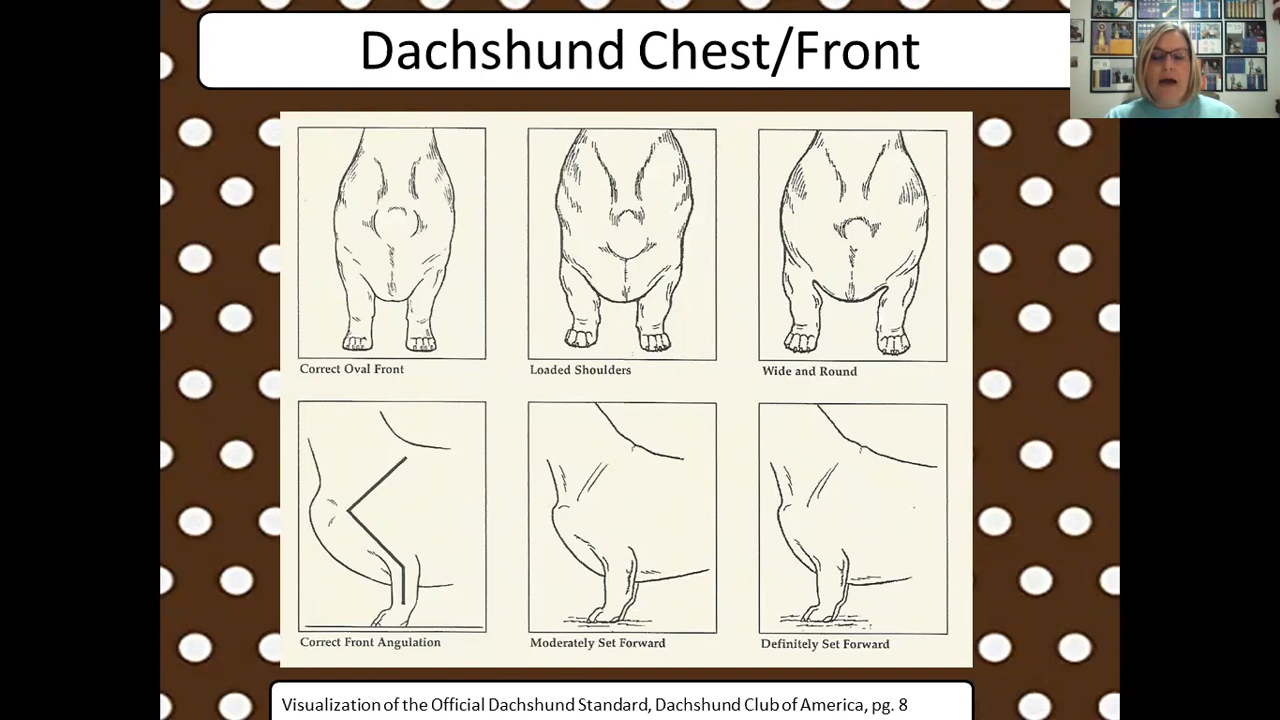 Dachshund Chest/Front
Correct Oval Front
Loaded Shoulders
Wide and Round
Correct Front Angulation
Moderately Set Forward
Definitely Set Forward
Visualization of the Official Dachshund Standard, Dachshund Club of America, pg. 8